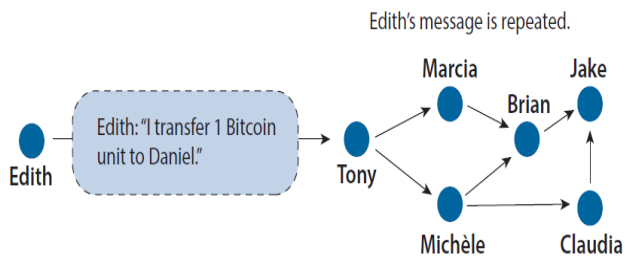 Edith’s message is repeated.
Marcia
Jake
Brian
Edith: “I transfer 1 Bitcoin
unit to Daniel.”
Edith
Tony
Michèle
Claudia